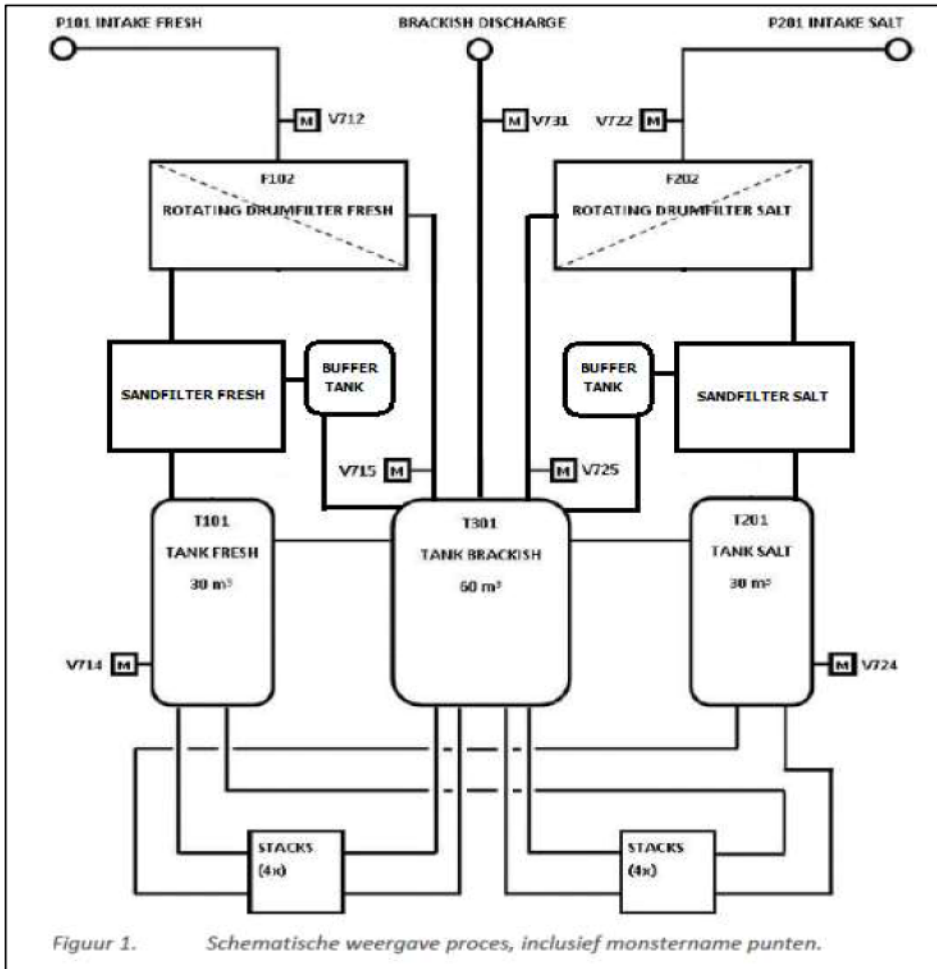 P101 INTAKE FRESH
BRACKISH DISCHARGE
P201 INTAKE SALT
M V712
M V731
V722 M
F102
ROTATING DRUMFILTER FRESH
F202
ROTATING DRUMFILTER SALT
SANDFILTER FRESH
BUFFER
TANK
BUFFER
TANK
SANDFILTER SALT
V715 M
M V725
T101
TANK FRESH
30 m³
T301
TANK BRACKISH
60 m³
T201
TANK SALT
30 m³
V714 M
M V724
STACKS
(4x)
STACKS
(4x)
Figuur 1. Schematische weergave proces, inclusief monstername punten.